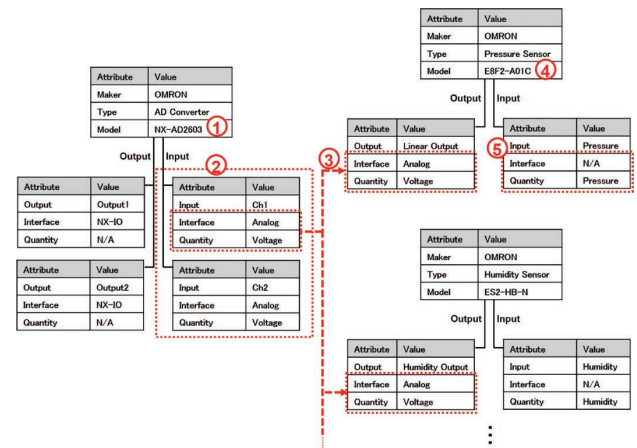 Attribute Value
Maker OMRON
Type AD Converter
Model NX-AD2603 ①
Output Input
②
Attribute Value
Output Output1
Interface NX-IO
Quantity N/A
Attribute Value
Input Ch1
Interface Analog
Quantity Voltage
Attribute Value
Output Output2
Interface NX-IO
Quantity N/A
Attribute Value
Input Ch2
Interface Analog
Quantity Voltage
③
Attribute Value
Maker OMRON
Type Pressure Sensor
Model E8F2-A01C ④
Output Input
Attribute Value
Output Linear Output
Interface Analog
Quantity Voltage
⑤
Attribute Value
Input Pressure
Interface N/A
Quantity Pressure
Attribute Value
Maker OMRON
Type Humidity Sensor
Model ES2-HB-N
Output Input
Attribute Value
Output Humidity Output
Interface Analog
Quantity Voltage
Attribute Value
Input Humidity
Interface N/A
Quantity Humidity
⋮